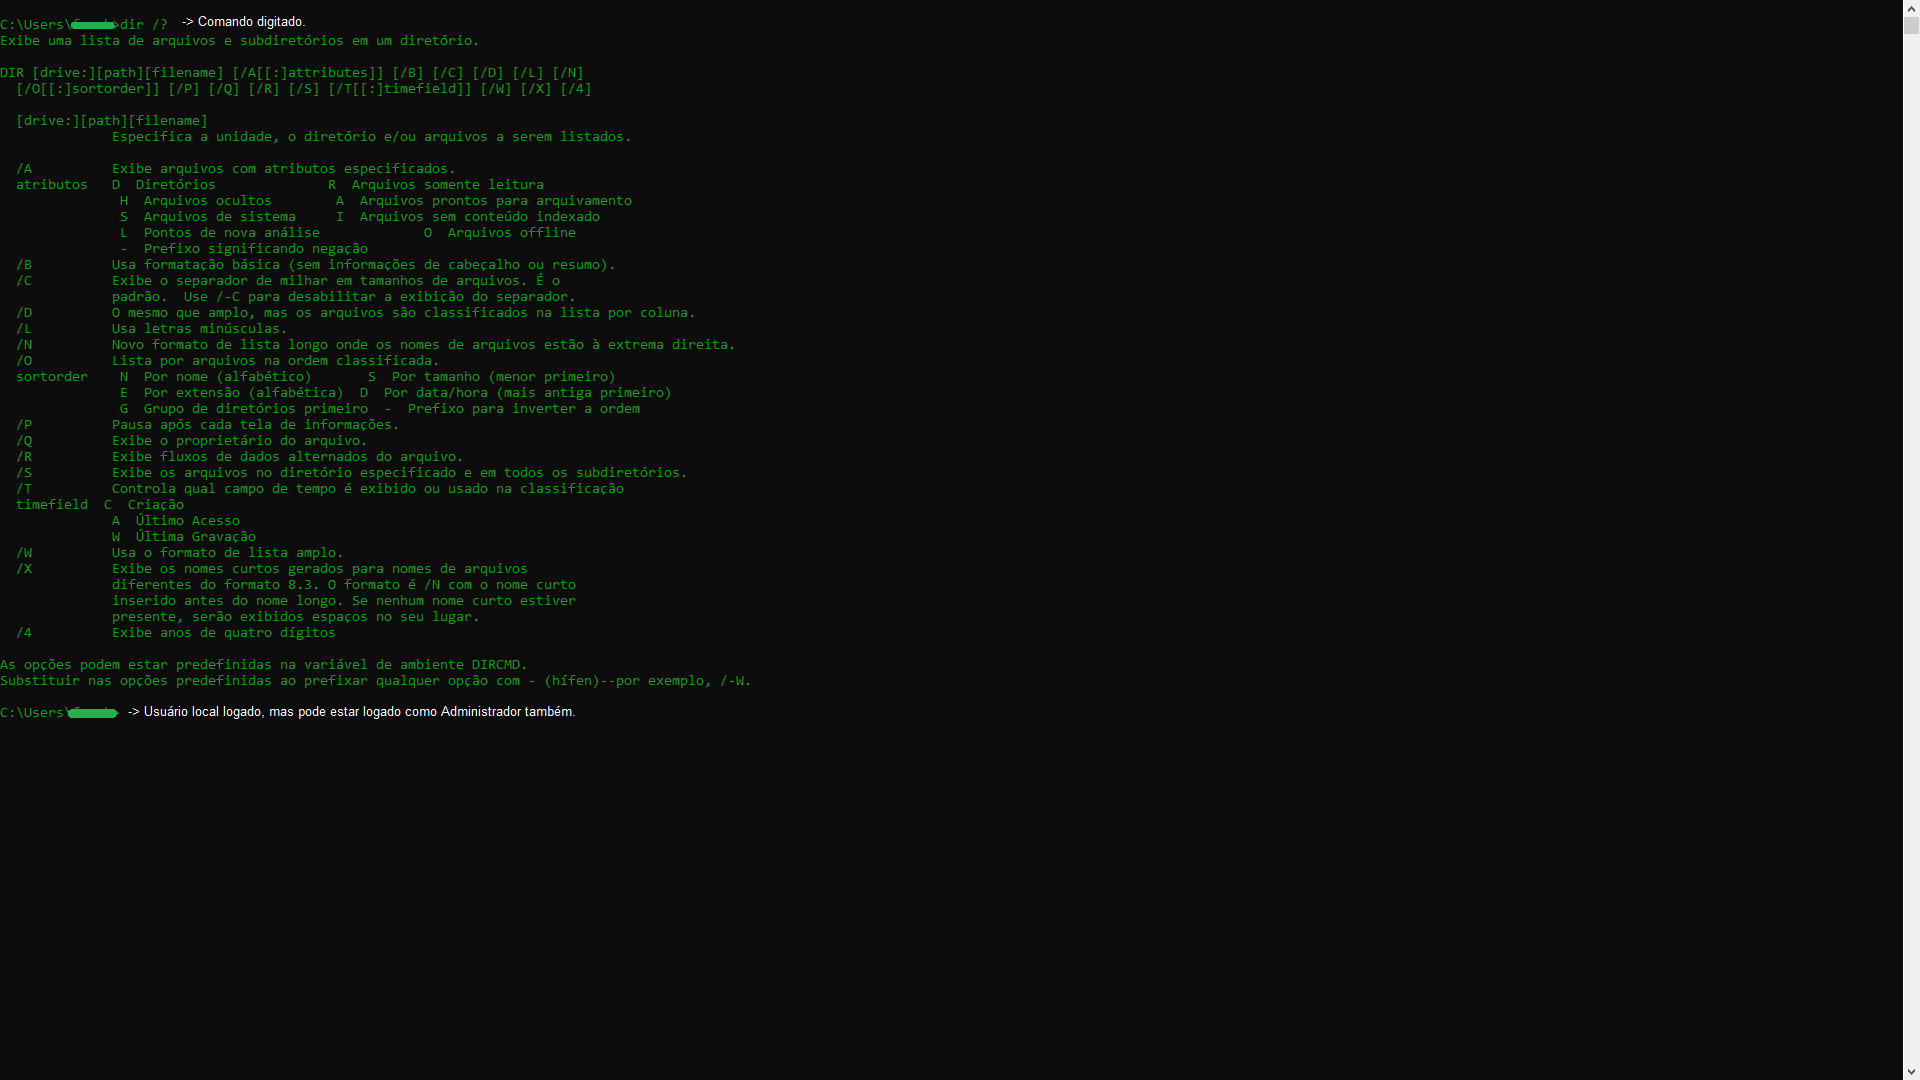 C:\Users\ >dir /? -> Comando digitado.
Exibe uma lista de arquivos e subdiretórios em um diretório.
DIR [drive:][path][filename] [/A[[:]attributes]] [/B] [/C] [/D] [/L] [/N]
[/O[[:]sortorder]] [/P] [/Q] [/R] [/S] [/T[[:]timefield]] [/W] [/X] [/4]
[drive:][path][filename]
Especifica a unidade, o diretório e/ou arquivos a serem listados.
/A Exibe arquivos com atributos especificados.
atributos D Diretórios R Arquivos somente leitura
H Arquivos ocultos A Arquivos prontos para arquivamento
S Arquivos de sistema I Arquivos sem conteúdo indexado
L Pontos de nova análise O Arquivos offline
- Prefixo significando negação
/B Usa formatação básica (sem informações de cabeçalho ou resumo).
/C Exibe o separador de milhar em tamanhos de arquivos. É o
padrão. Use /-C para desabilitar a exibição do separador.
/D O mesmo que amplo, mas os arquivos são classificados na lista por coluna.
/L Usa letras minúsculas.
/N Novo formato de lista longo onde os nomes de arquivos estão à extrema direita.
/O Lista por arquivos na ordem classificada.
sortorder N Por nome (alfabético) S Por tamanho (menor primeiro)
E Por extensão (alfabética) D Por data/hora (mais antiga primeiro)
G Grupo de diretórios primeiro - Prefixo para inverter a ordem
/P Pausa após cada tela de informações.
/Q Exibe o proprietário do arquivo.
/R Exibe fluxos de dados alternados do arquivo.
/S Exibe os arquivos no diretório especificado e em todos os subdiretórios.
/T Controla qual campo de tempo é exibido ou usado na classificação
timefield C Criação
A Último Acesso
W Última Gravação
/W Usa o formato de lista amplo.
/X Exibe os nomes curtos gerados para nomes de arquivos
diferentes do formato 8.3. O formato é /N com o nome curto
inserido antes do nome longo. Se nenhum nome curto estiver
presente, serão exibidos espaços no seu lugar.
/4 Exibe anos de quatro dígitos
As opções podem estar predefinidas na variável de ambiente DIRCMD.
Substituir nas opções predefinidas ao prefixar qualquer opção com - (hífen)--por exemplo, /-W.
C:\Users\ -> Usuário local logado, mas pode estar logado como Administrador também.